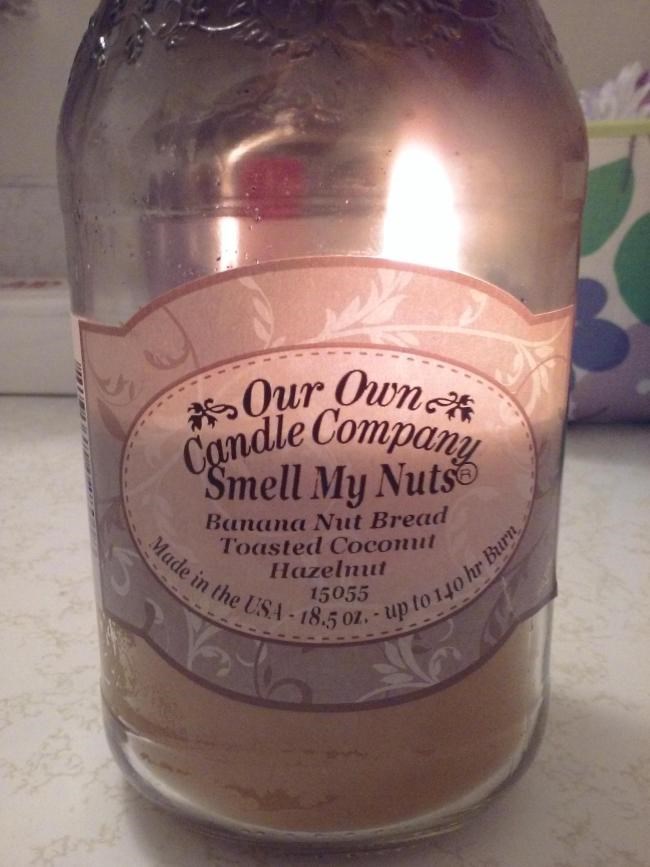 Our Own
Candle Company
Smell My Nuts®
Banana Nut Bread
Toasted Coconut
Hazelnut
15055
Made in the USA - 18.5 oz. - up to 140 hr Burn